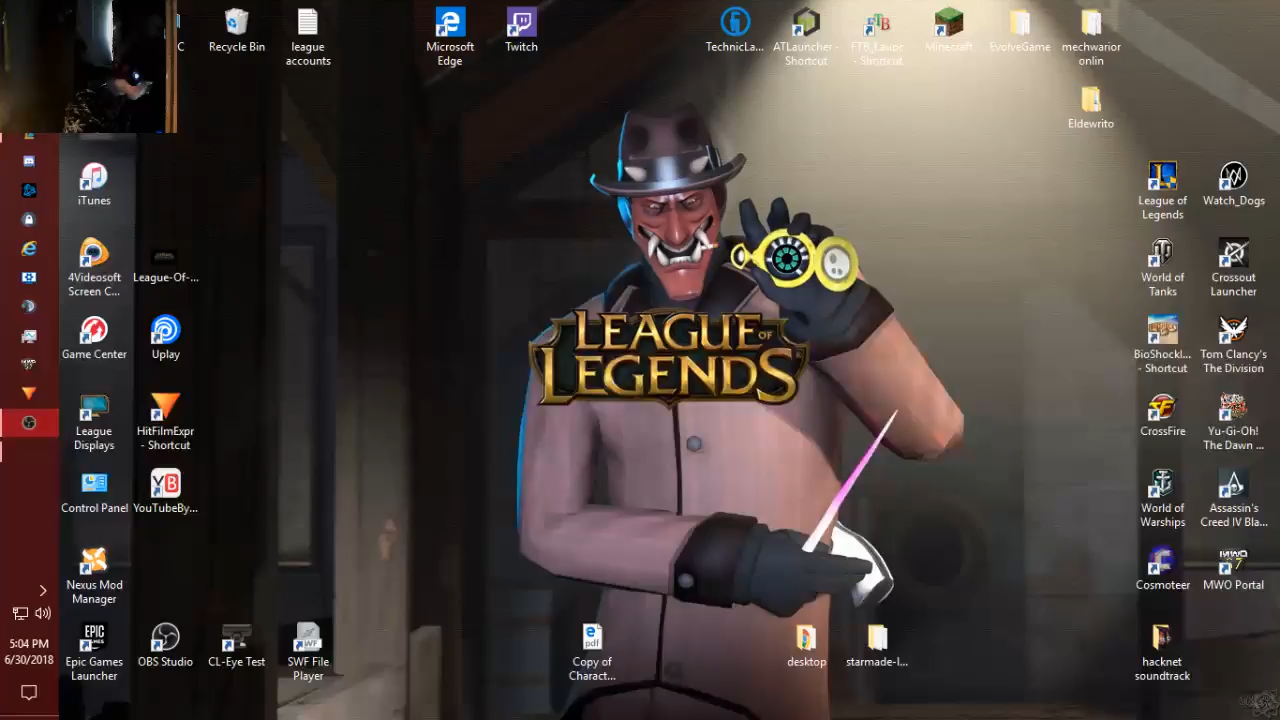 C
Recycle Bin
league
accounts
Microsoft
Edge
Twitch
TechnicLa...
ATLauncher -
Shortcut
FTB_Launc...
- Shortcut
Minecraft
EvolveGame
mechwarior
onlin
Eldewrito
iTunes
League of
Legends
Watch_Dogs
4Videosoft
Screen C...
League-Of-...
World of
Tanks
Crossout
Launcher
LEAGUE OF
LEGENDS
Game Center
Uplay
BioShockI...
- Shortcut
Tom Clancy's
The Division
League
Displays
HitFilmExpr
- Shortcut
CrossFire
Yu-Gi-Oh!
The Dawn ...
Control Panel
YouTubeBy...
World of
Warships
Assassin's
Creed IV Bla...
Nexus Mod
Manager
Cosmoteer
MWO Portal
5:04 PM
6/30/2018
Epic Games
Launcher
OBS Studio
CL-Eye Test
SWF File
Player
Copy of
Charact...
desktop
starmade-l...
hacknet
soundtrack